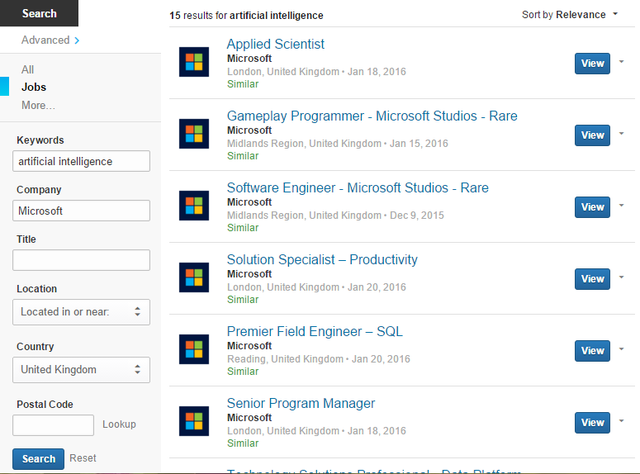 Search
Advanced >
All
Jobs
More...
Keywords
artificial intelligence
Company
Microsoft
Title
Location
Located in or near:
Country
United Kingdom
Postal Code
Lookup
Search Reset
15 results for artificial intelligence
Sort by Relevance
Applied Scientist
Microsoft
London, United Kingdom • Jan 18, 2016
Similar
View
Gameplay Programmer - Microsoft Studios - Rare
Microsoft
Midlands Region, United Kingdom • Jan 15, 2016
Similar
View
Software Engineer - Microsoft Studios - Rare
Microsoft
Midlands Region, United Kingdom • Dec 9, 2015
Similar
View
Solution Specialist – Productivity
Microsoft
London, United Kingdom • Jan 20, 2016
Similar
View
Premier Field Engineer – SQL
Microsoft
Reading, United Kingdom • Jan 20, 2016
Similar
View
Senior Program Manager
Microsoft
London, United Kingdom • Jan 18, 2016
Similar
View
Technology Solutions Professional - Data Platform